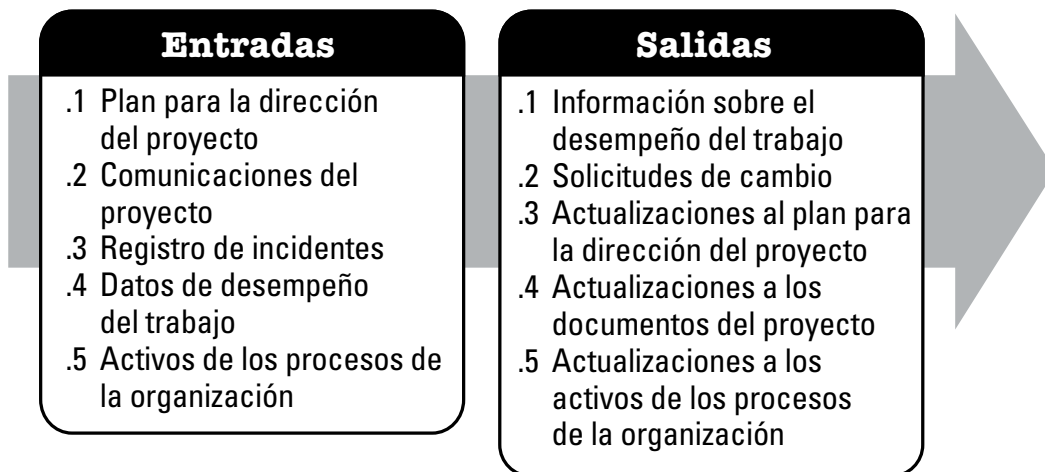 Entradas
.1 Plan para la dirección
del proyecto
.2 Comunicaciones del
proyecto
.3 Registro de incidentes
.4 Datos de desempeño
del trabajo
.5 Activos de los procesos de
la organización
Salidas
.1 Información sobre el
desempeño del trabajo
.2 Solicitudes de cambio
.3 Actualizaciones al plan para
la dirección del proyecto
.4 Actualizaciones a los
documentos del proyecto
.5 Actualizaciones a los
activos de los procesos
de la organización